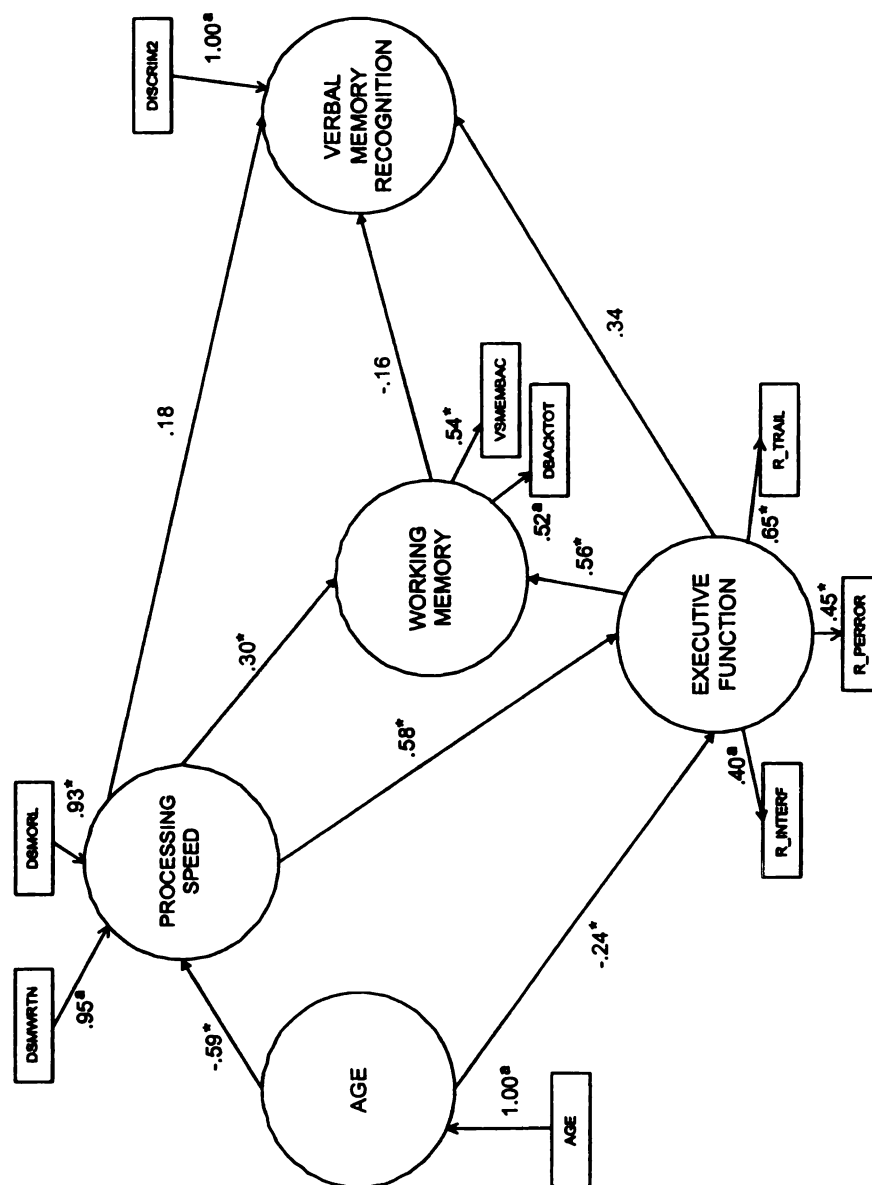 DSMWRTN
DSMORL
DISCRIM2
.95ª
.93*
1.00ª
PROCESSING
SPEED
VERBAL
MEMORY
RECOGNITION
.18
-.59*
.30*
-.16
.58*
AGE
WORKING
MEMORY
.54*
VSMEMBAC
.52ª
DBACKTOT
.56*
.34
1.00ª
AGE
-.24*
EXECUTIVE
FUNCTION
.40ª
.45*
.65*
R_INTERF
R_PERROR
R_TRAIL